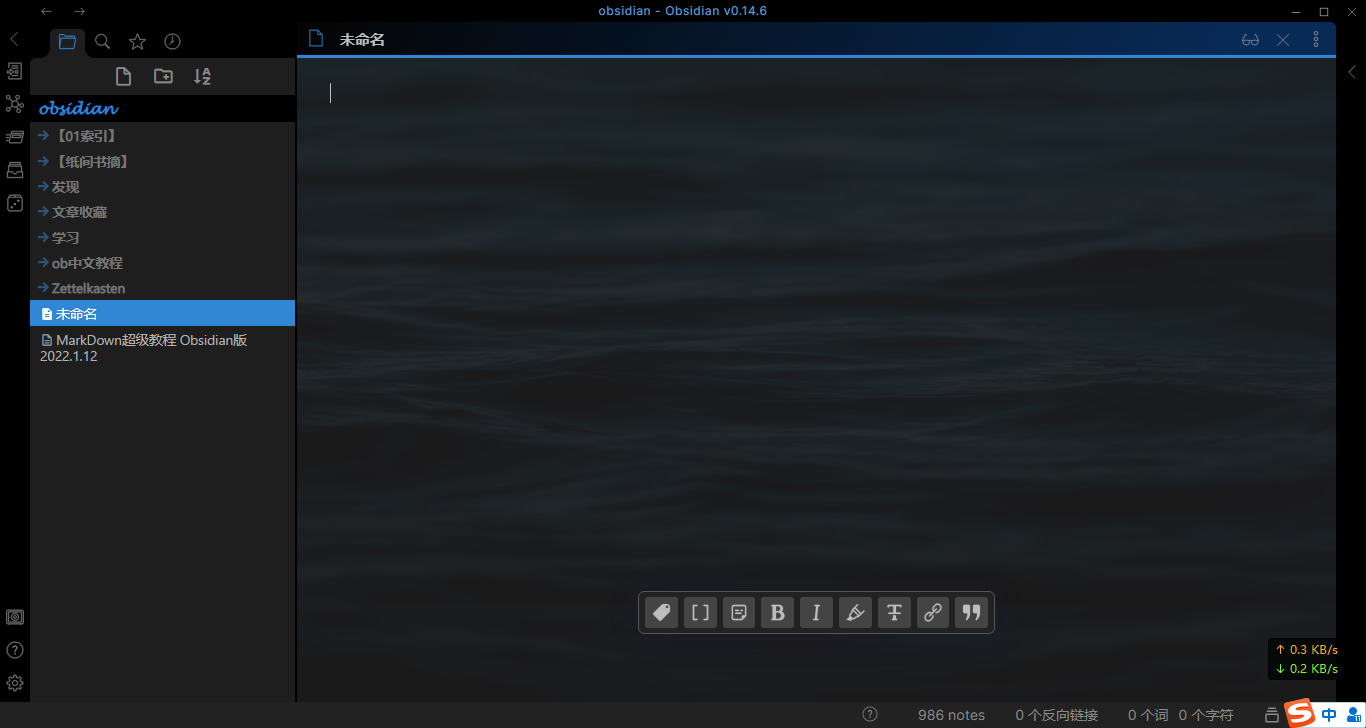 obsidian - Obsidian v0.14.6
未命名
obsidian
【01索引】
【纸间书摘】
发现
文章收藏
学习
ob中文教程
Zettelkasten
未命名
MarkDown超级教程 Obsidian版
2022.1.12
↑ 0.3 KB/s
↓ 0.2 KB/s
986 notes 0 个反向链接 0 个词 0 个字符 中